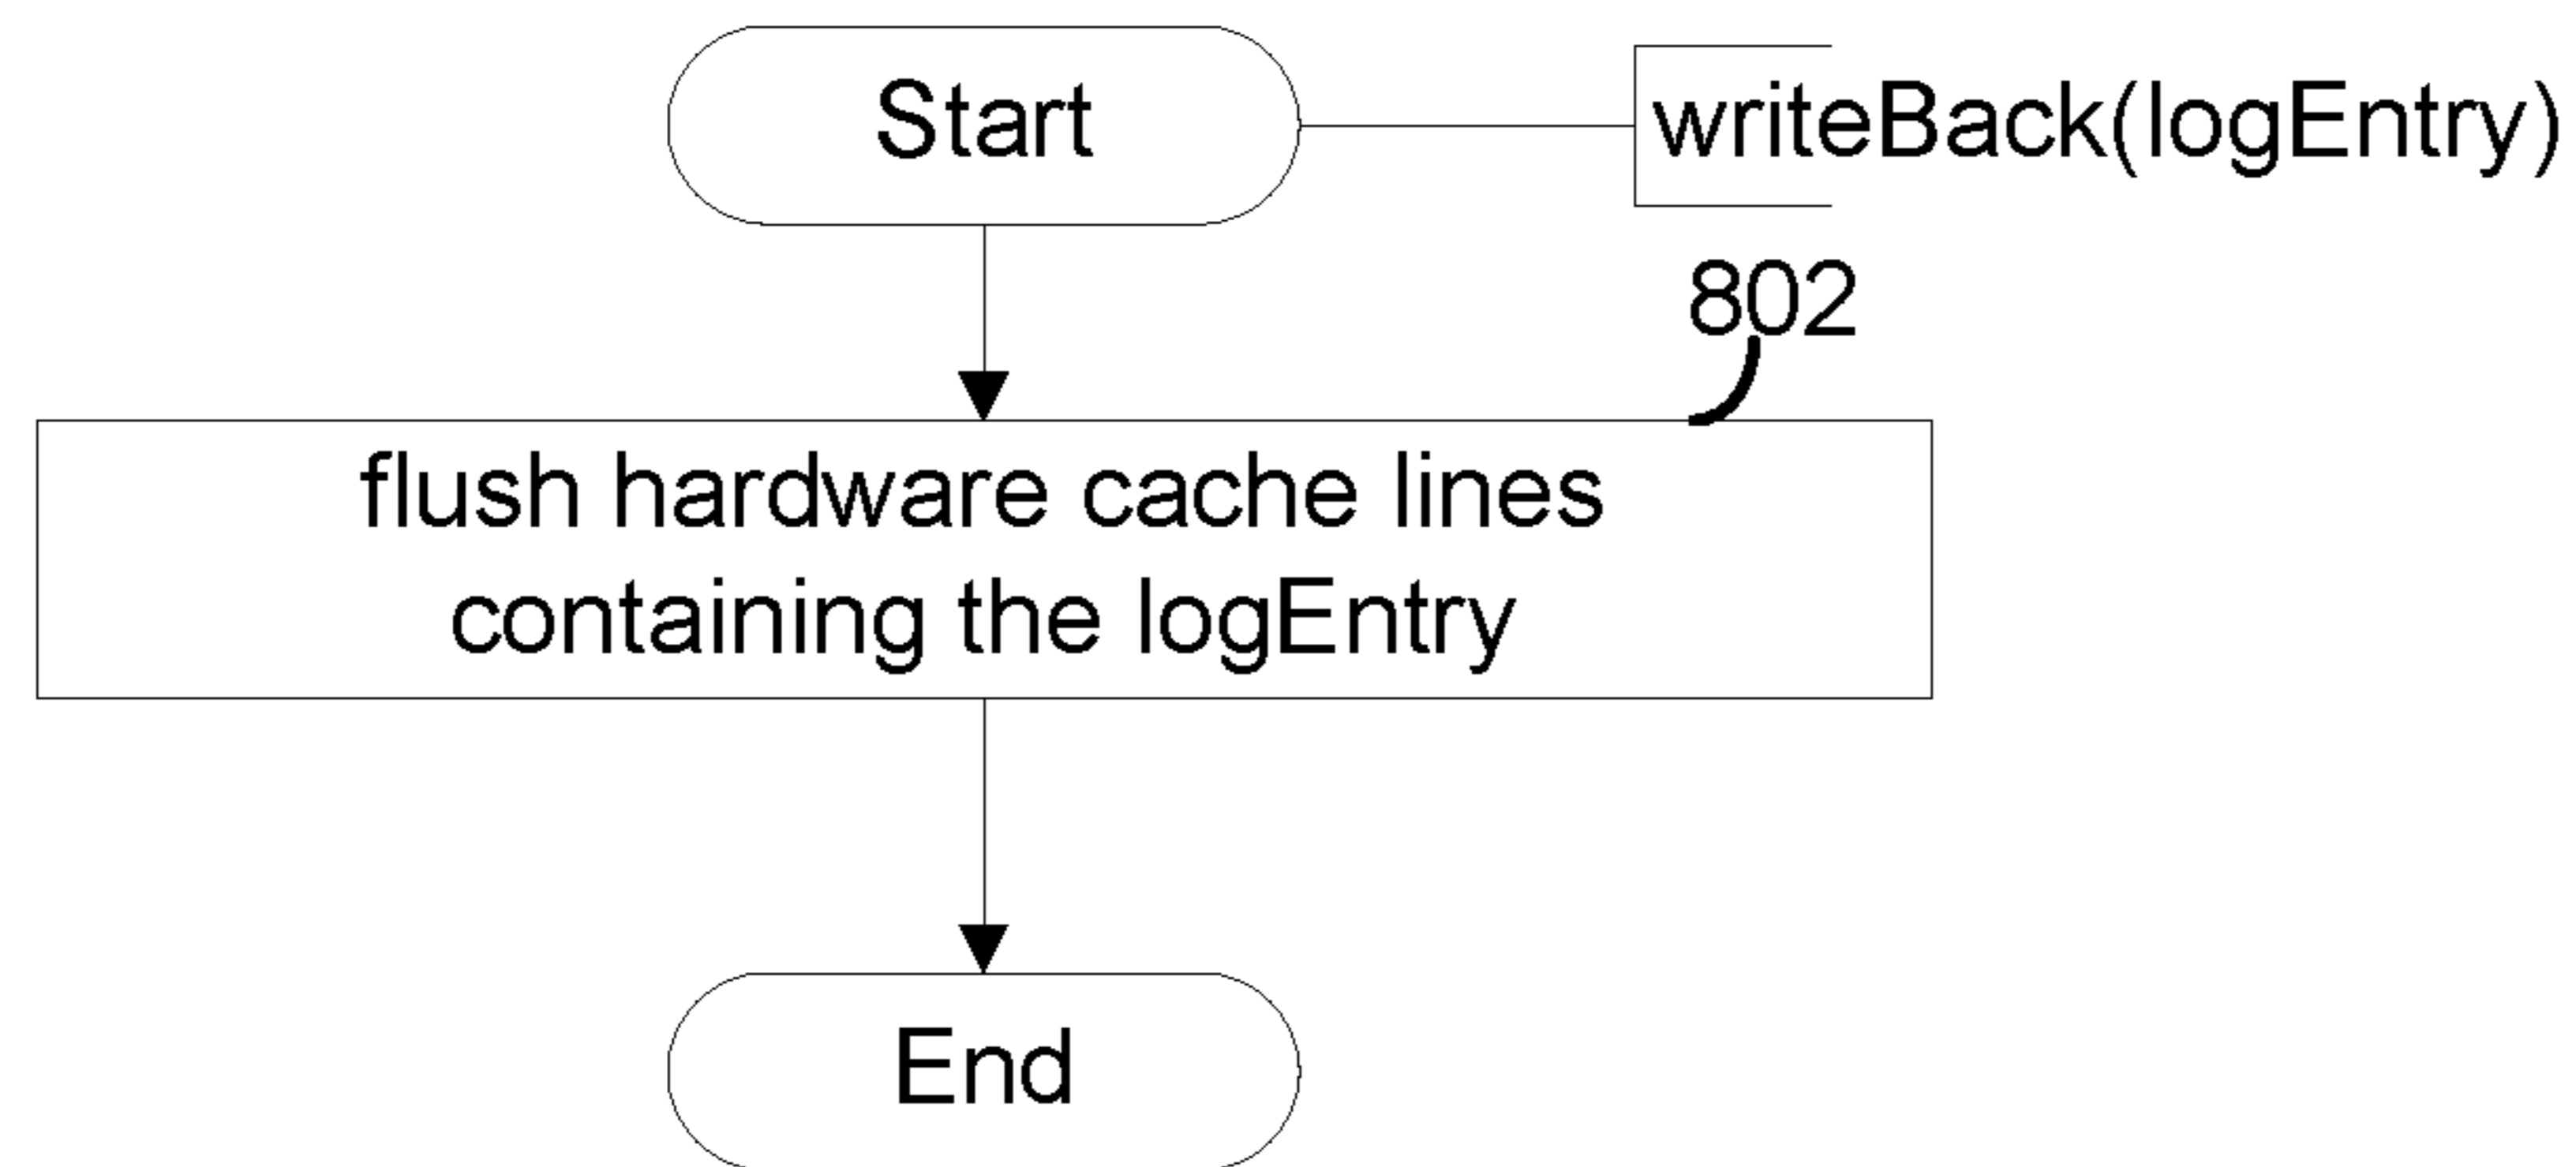 Start
writeBack(logEntry)
802
flush hardware cache lines
containing the logEntry
End